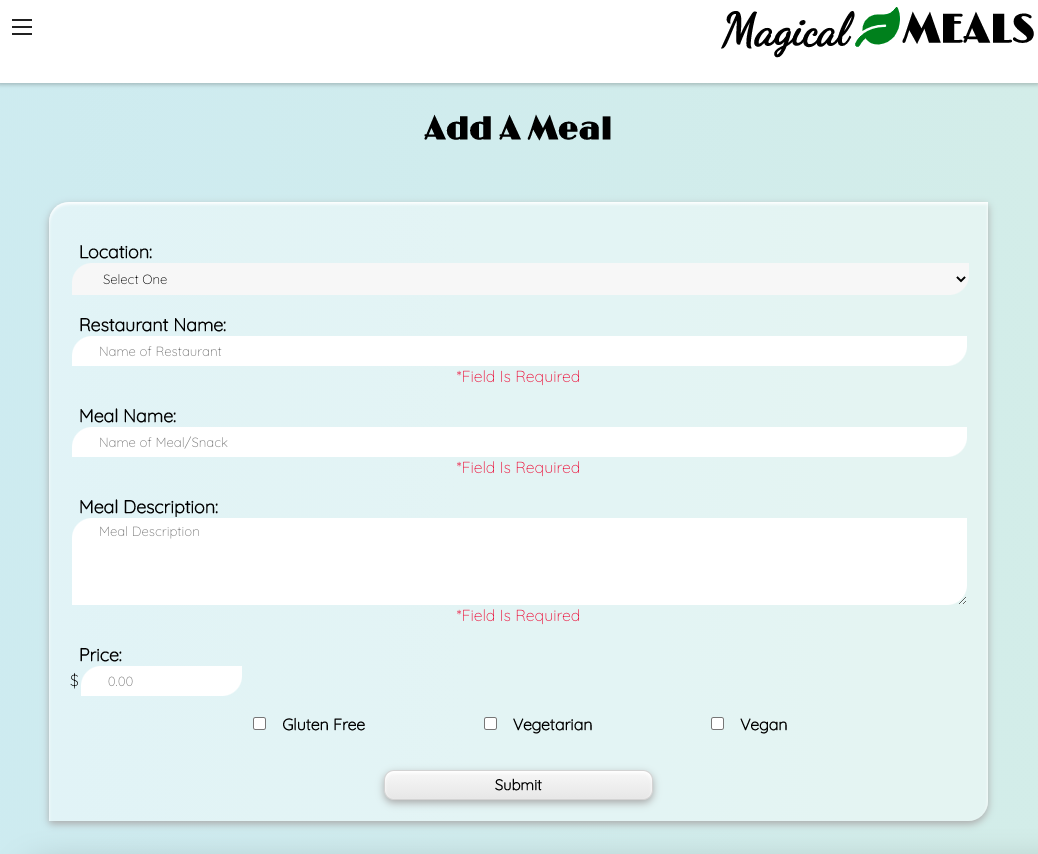 Magical MEALS
Add A Meal
Location:
Select One
Restaurant Name:
Name of Restaurant
*Field Is Required
Meal Name:
Name of Meal/Snack
*Field Is Required
Meal Description:
Meal Description
*Field Is Required
Price:
$ 0.00
Gluten Free Vegetarian Vegan
Submit